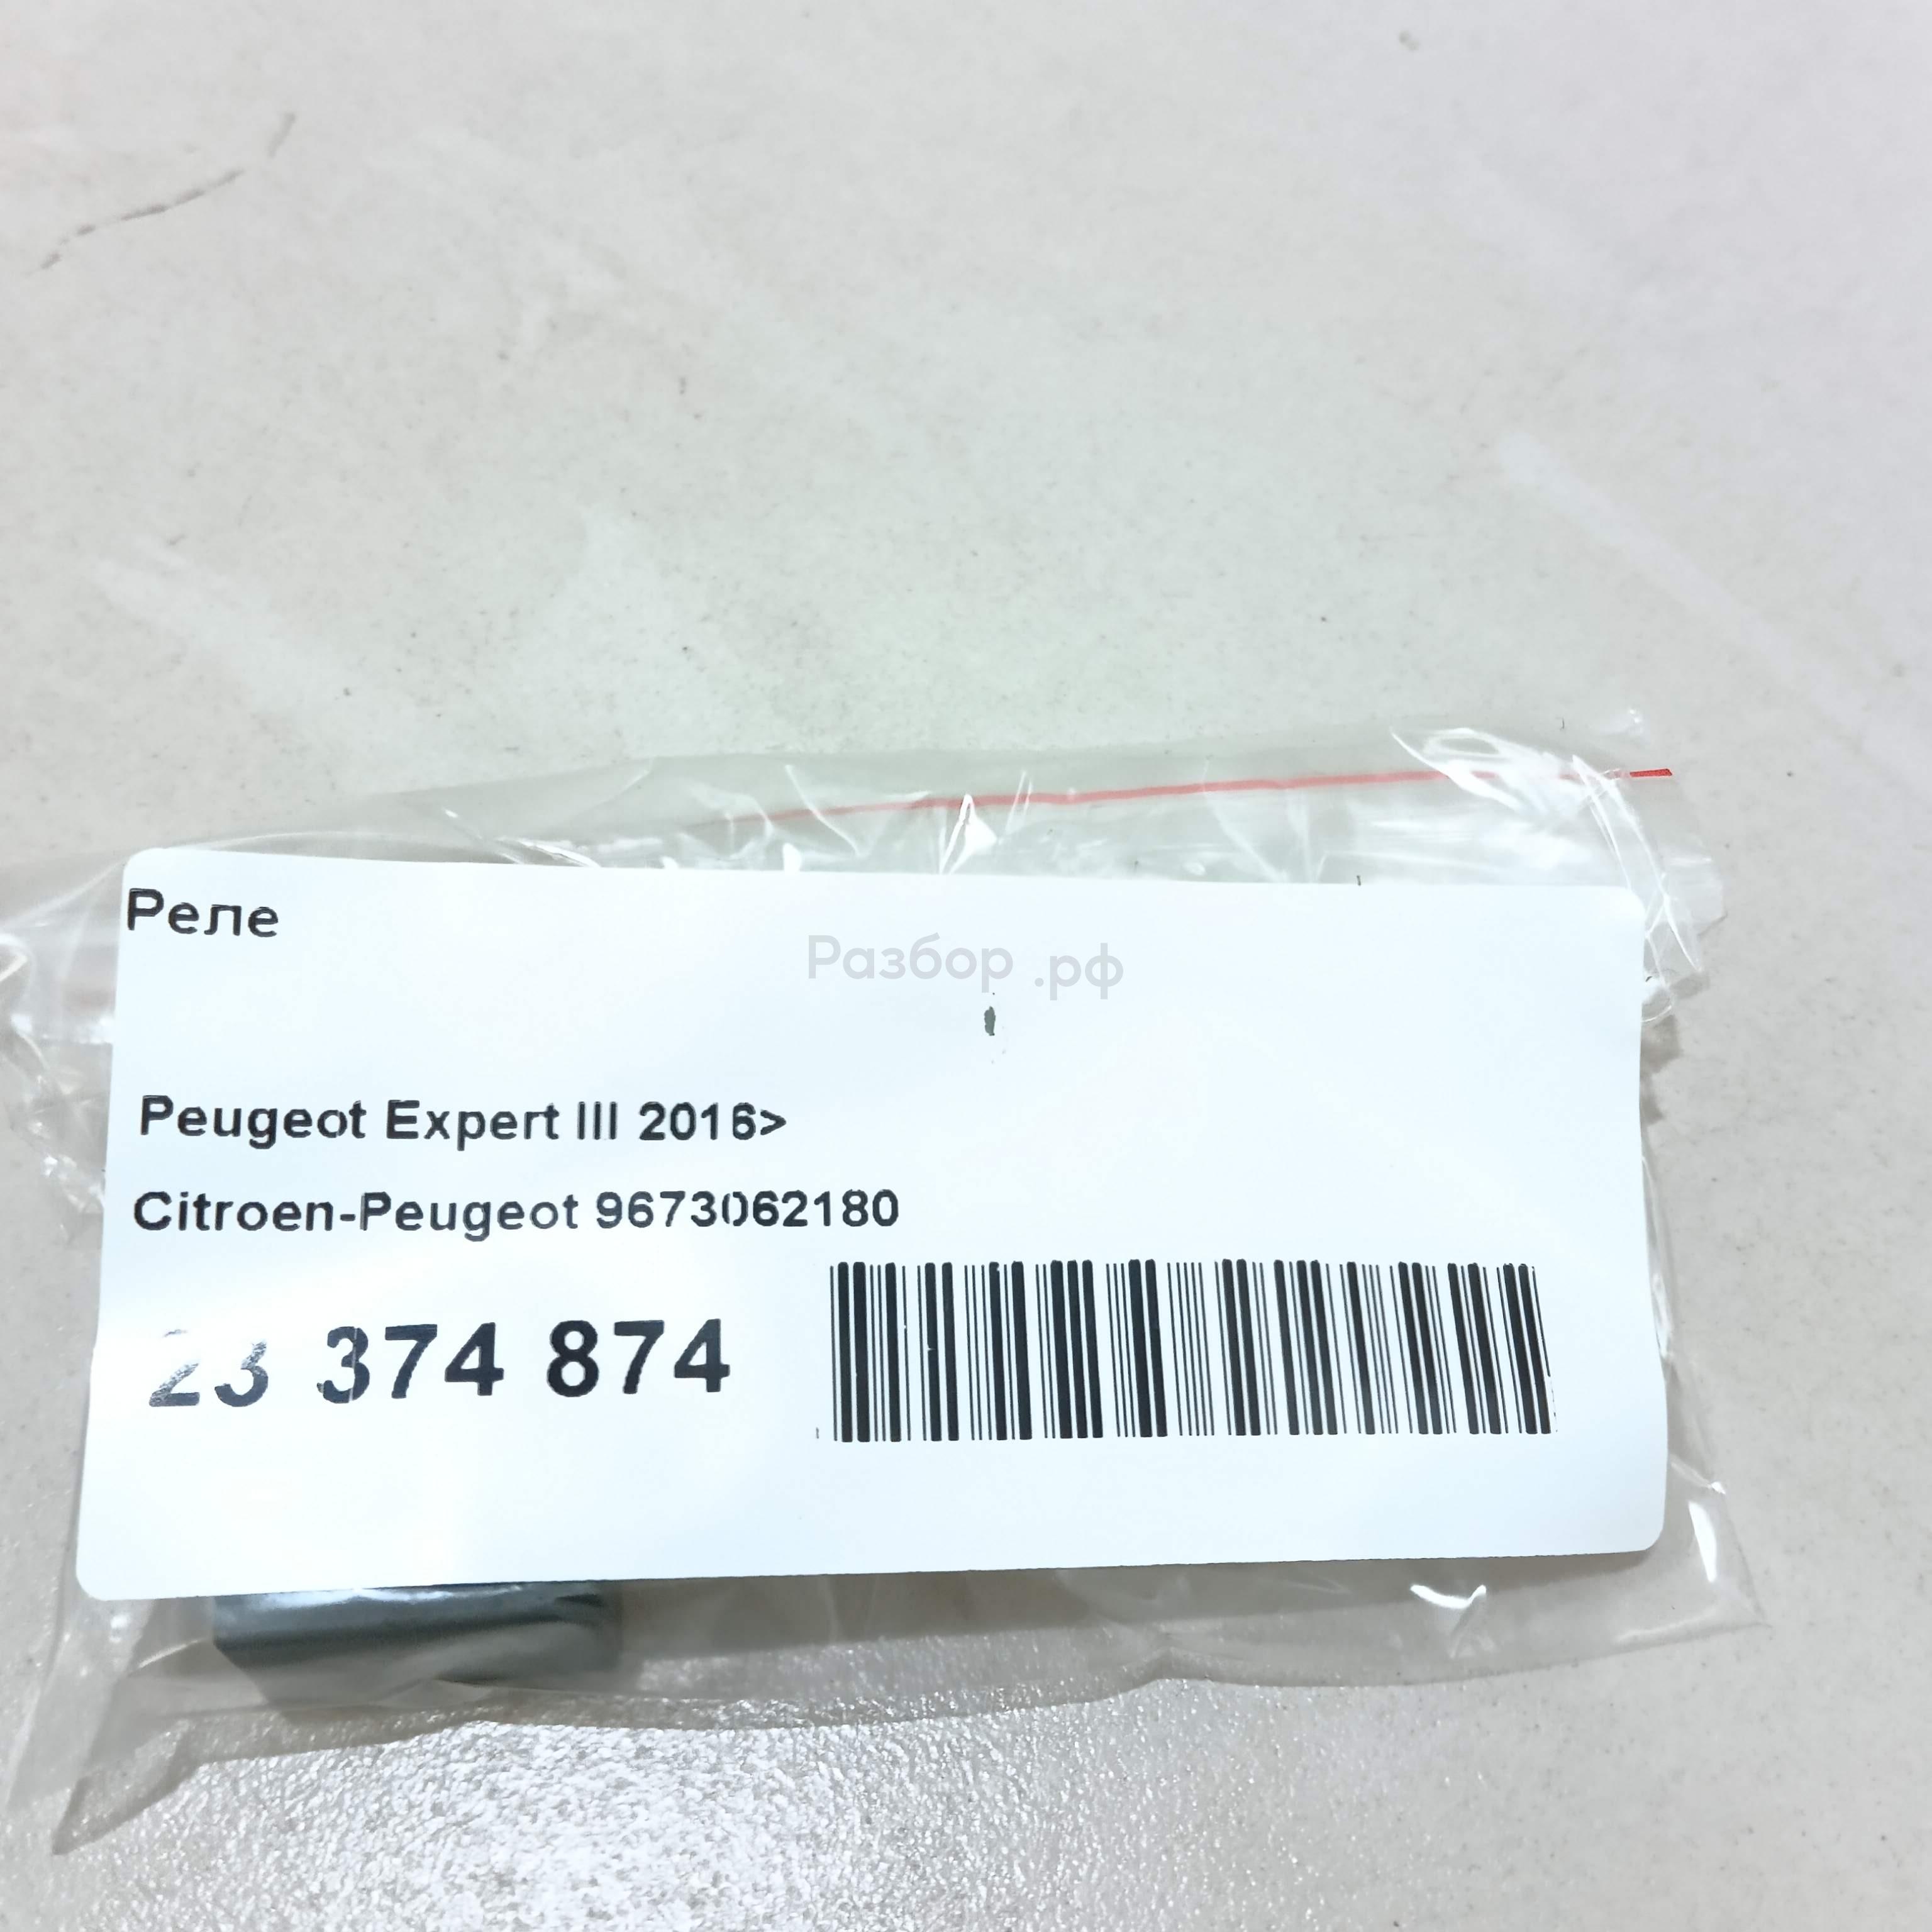 Реле
Разбор .рф
Peugeot Expert III 2016>
Citroen-Peugeot 9673062180
23 374 874